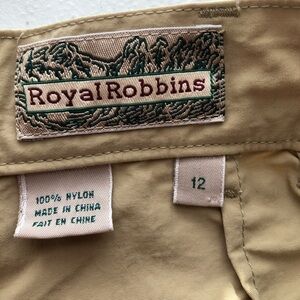 Royal Robbins
100% NYLON
MADE IN CHINA
FAIT EN CHINE
12